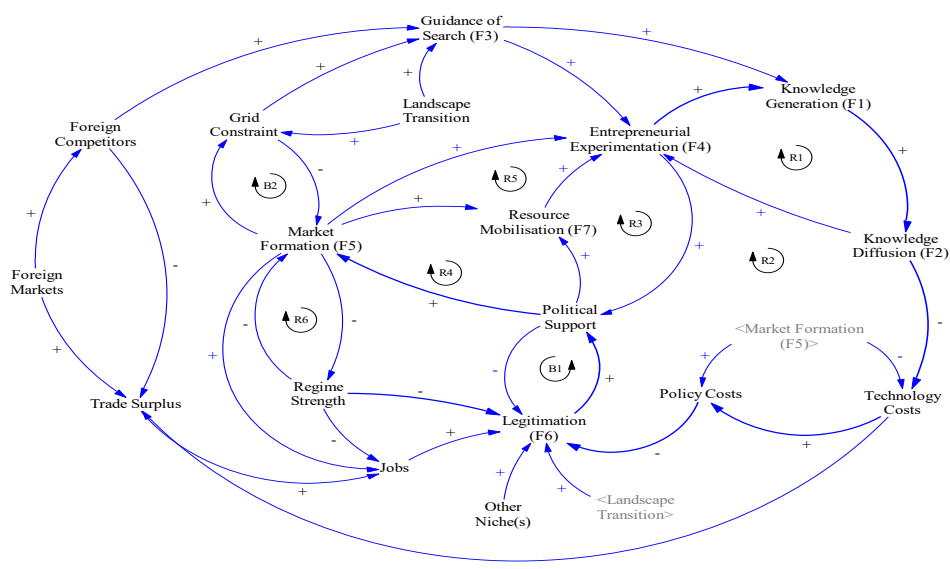 Guidance of
Search (F3)
+
+
+
+
+
+
Knowledge
Generation (F1)
Landscape
Transition
Grid
Constraint
Foreign
Competitors
Entrepreneurial
Experimentation (F4)
+
+
-
+
R1
B2
R5
+
+
+
+
+
Resource
Mobilisation (F7)
R3
Market
Formation (F5)
Knowledge
Diffusion (F2)
+
-
+
+
R2
R4
Foreign
Markets
+
Political
Support
R6
-
-
-
<Market Formation
(F5)>
+
+
-
+
-
B1
+
Regime
Strength
-
Policy Costs
Technology
Costs
Trade Surplus
Legitimation
(F6)
-
+
+
-
Jobs
+
+
+
Other
Niche(s)
<Landscape
Transition>